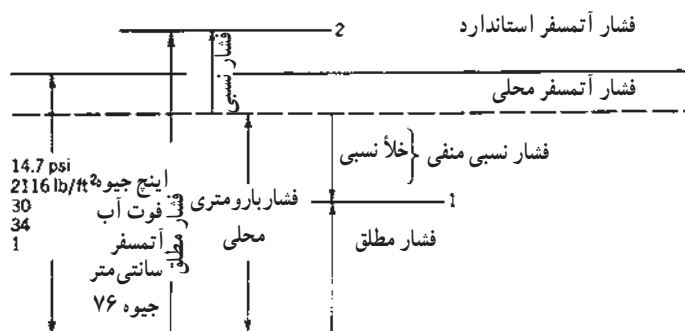 2
فشار آتمسفر استاندارد
فشار نسبی
فشار آتمسفر محلی
فشار نسبی منفی { خلأ نسبی
14.7 psi
2116 lb/ft²
30 اینچ جیوه
34 فوت آب
1 آتمسفر
سانتی‌متر
جیوه ۷۶
فشار مطلق
فشاربارومتری
محلی
1
فشار مطلق